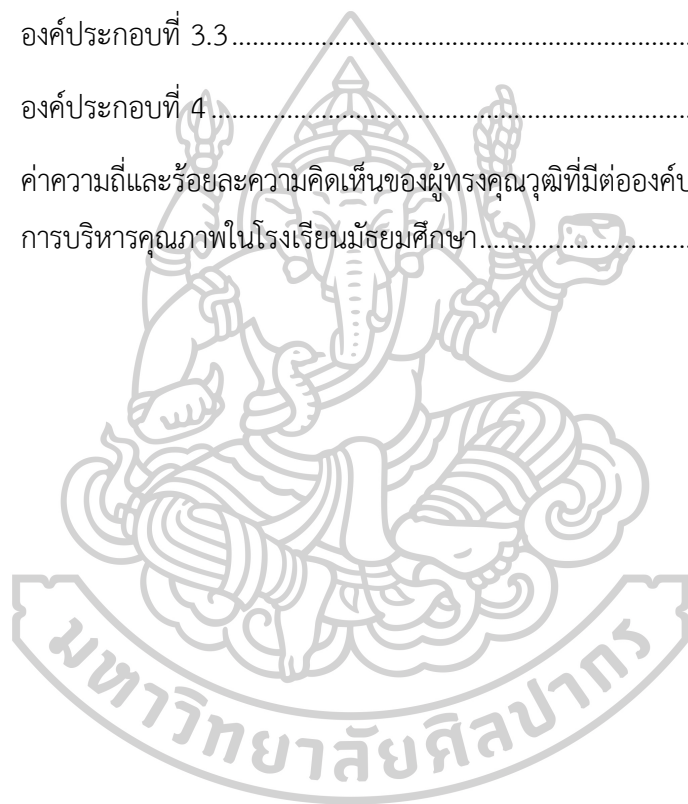 องค์ประกอบที่ 3.3
องค์ประกอบที่ 4
ค่าความถี่และร้อยละความคิดเห็นของผู้ทรงคุณวุฒิที่มีต่อองค์ป
การบริหารคุณภาพในโรงเรียนมัธยมศึกษา
มหาวิทยาลัยศิลปากร